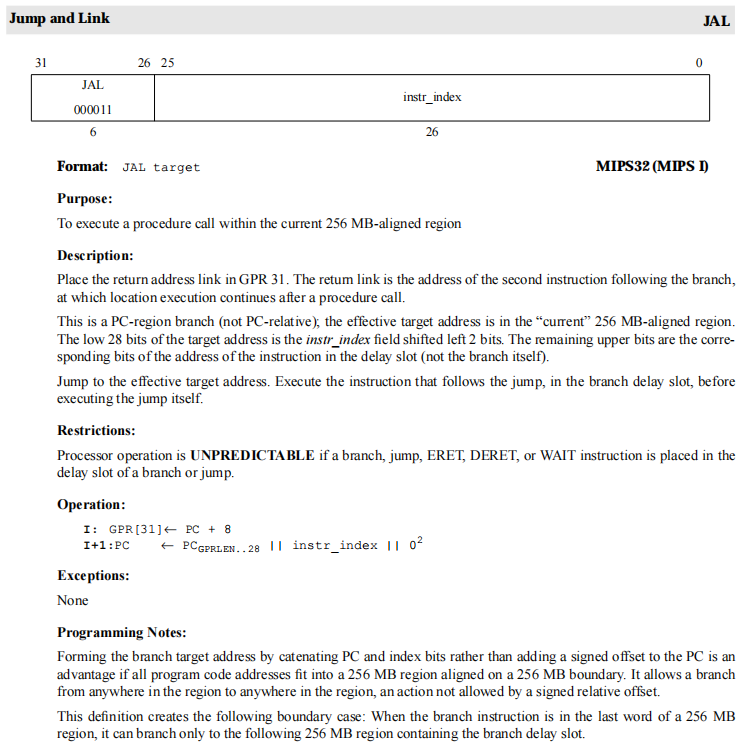 Jump and Link JAL
31 26 25 0
JAL
000011
instr_index
6 26
Format: JAL target MIPS32 (MIPS I)
Purpose:
To execute a procedure call within the current 256 MB-aligned region
Description:
Place the return address link in GPR 31. The return link is the address of the second instruction following the branch,
at which location execution continues after a procedure call.
This is a PC-region branch (not PC-relative); the effective target address is in the “current” 256 MB-aligned region.
The low 28 bits of the target address is the instr_index field shifted left 2 bits. The remaining upper bits are the corre-
sponding bits of the address of the instruction in the delay slot (not the branch itself).
Jump to the effective target address. Execute the instruction that follows the jump, in the branch delay slot, before
executing the jump itself.
Restrictions:
Processor operation is UNPREDICTABLE if a branch, jump, ERET, DERET, or WAIT instruction is placed in the
delay slot of a branch or jump.
Operation:
I: GPR[31]← PC + 8
I+1:PC ← PCGPRLEN..28 || instr_index || 0²
Exceptions:
None
Programming Notes:
Forming the branch target address by catenating PC and index bits rather than adding a signed offset to the PC is an
advantage if all program code addresses fit into a 256 MB region aligned on a 256 MB boundary. It allows a branch
from anywhere in the region to anywhere in the region, an action not allowed by a signed relative offset.
This definition creates the following boundary case: When the branch instruction is in the last word of a 256 MB
region, it can branch only to the following 256 MB region containing the branch delay slot.